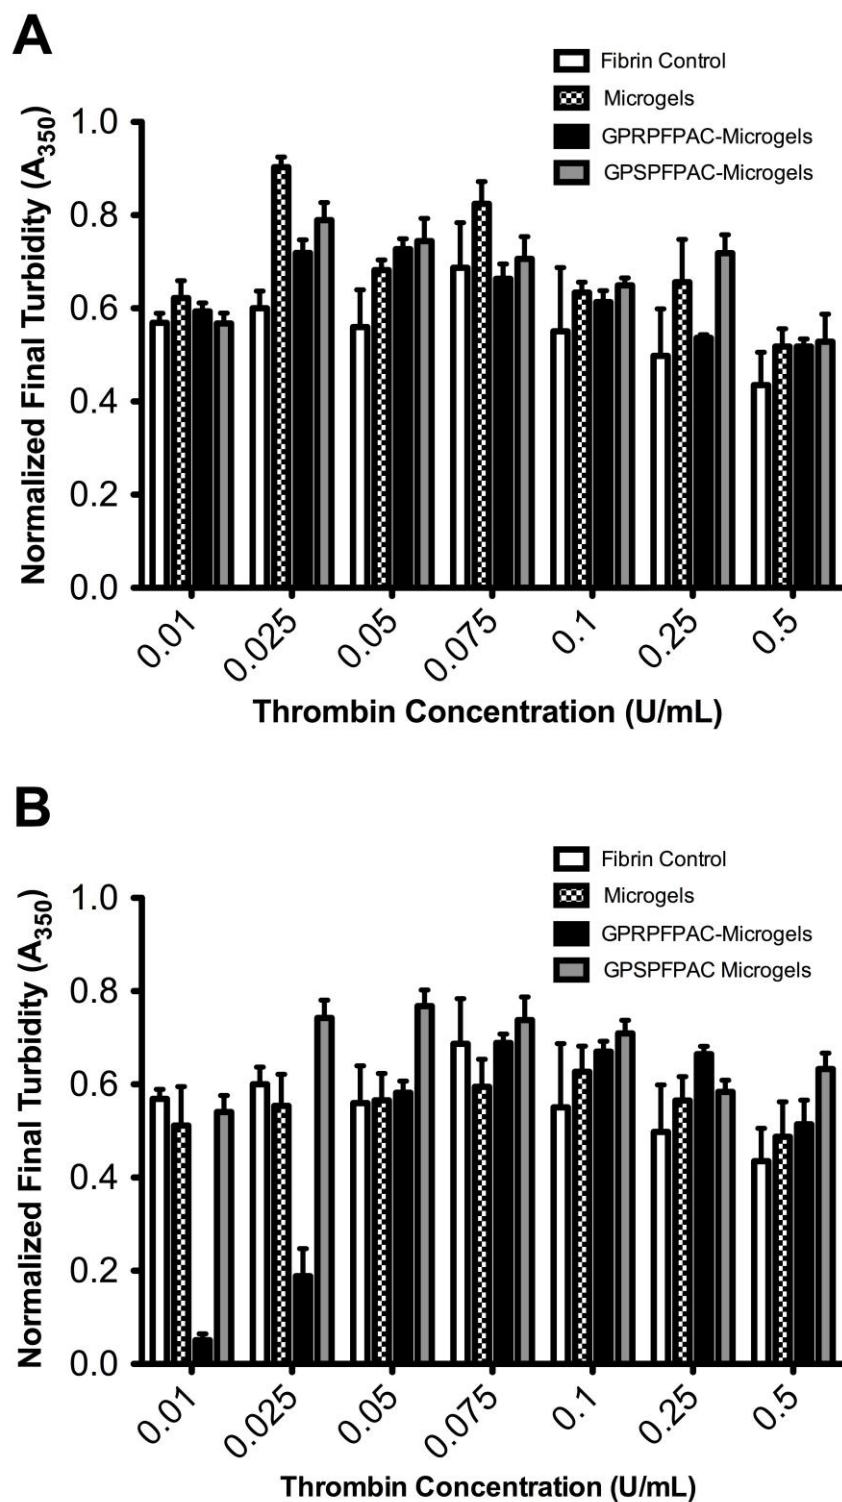 A
Fibrin Control
Microgels
GPRPFPAC-Microgels
GPSPFPAC-Microgels
Normalized Final Turbidity (A350)
1.0
0.8
0.6
0.4
0.2
0.0
0.01
0.025
0.05
0.075
0.1
0.25
0.5
Thrombin Concentration (U/mL)
B
Fibrin Control
Microgels
GPRPFPAC-Microgels
GPSPFPAC Microgels
Normalized Final Turbidity (A350)
1.0
0.8
0.6
0.4
0.2
0.0
0.01
0.025
0.05
0.075
0.1
0.25
0.5
Thrombin Concentration (U/mL)